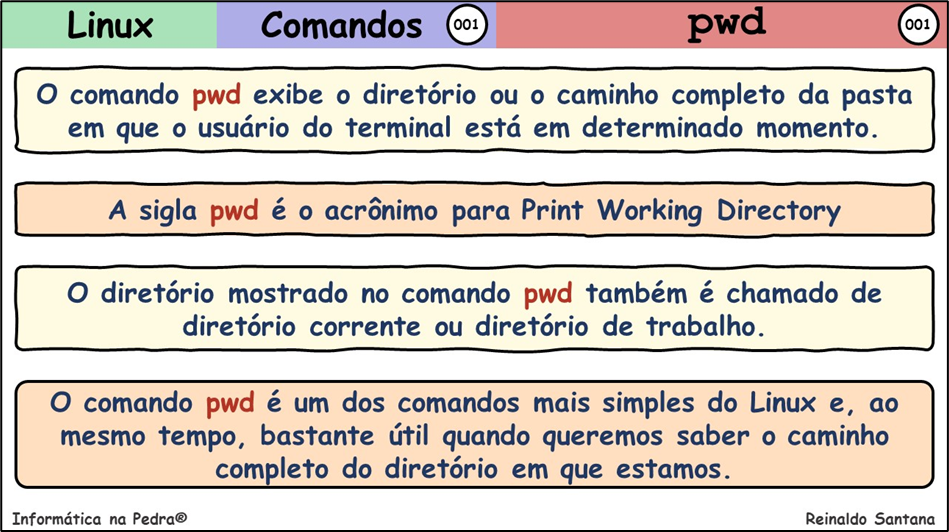 Linux
Comandos
001
pwd
001
O comando pwd exibe o diretório ou o caminho completo da pasta
em que o usuário do terminal está em determinado momento.
A sigla pwd é o acrônimo para Print Working Directory
O diretório mostrado no comando pwd também é chamado de
diretório corrente ou diretório de trabalho.
O comando pwd é um dos comandos mais simples do Linux e, ao
mesmo tempo, bastante útil quando queremos saber o caminho
completo do diretório em que estamos.
Informática na Pedra®
Reinaldo Santana